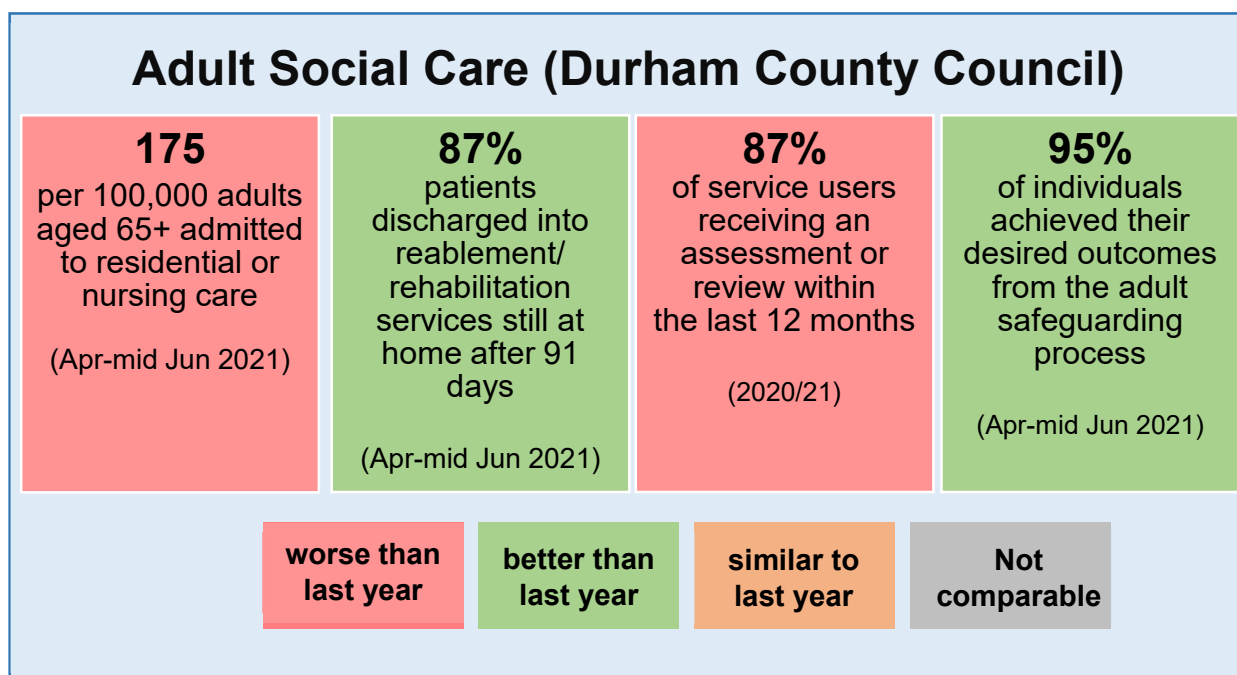 Adult Social Care (Durham County Council)
175
per 100,000 adults
aged 65+ admitted
to residential or
nursing care
(Apr-mid Jun 2021)
87%
patients
discharged into
reablement/
rehabilitation
services still at
home after 91
days
(Apr-mid Jun 2021)
87%
of service users
receiving an
assessment or
review within
the last 12 months
(2020/21)
95%
of individuals
achieved their
desired outcomes
from the adult
safeguarding
process
(Apr-mid Jun 2021)
worse than
last year
better than
last year
similar to
last year
Not
comparable